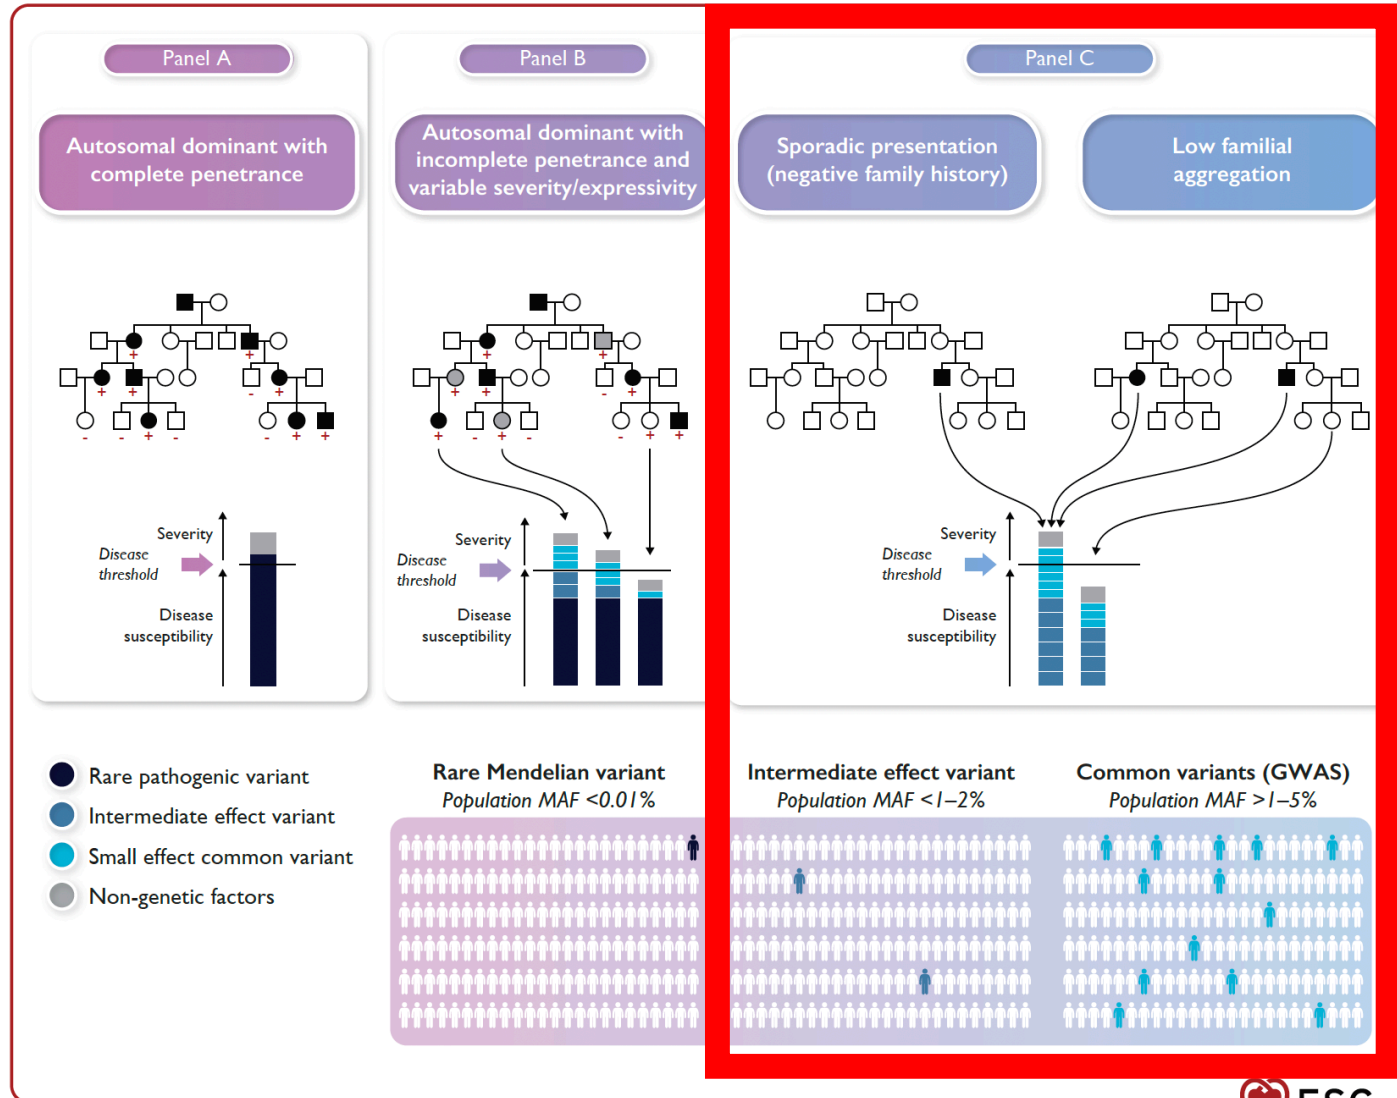 Panel A
Autosomal dominant with
complete penetrance
+
+
+
+
-
+
-
-
+
-
-
+
+
Severity
Disease
threshold
Disease
susceptibility
Panel B
Autosomal dominant with
incomplete penetrance and
variable severity/expressivity
+
+
+
+
-
+
+
-
+
-
-
+
+
Severity
Disease
threshold
Disease
susceptibility
Panel C
Sporadic presentation
(negative family history)
Low familial
aggregation
Severity
Disease
threshold
Disease
susceptibility
Rare pathogenic variant
Intermediate effect variant
Small effect common variant
Non-genetic factors
Rare Mendelian variant
Population MAF <0.01%
Intermediate effect variant
Population MAF <1–2%
Common variants (GWAS)
Population MAF >1–5%
ESC